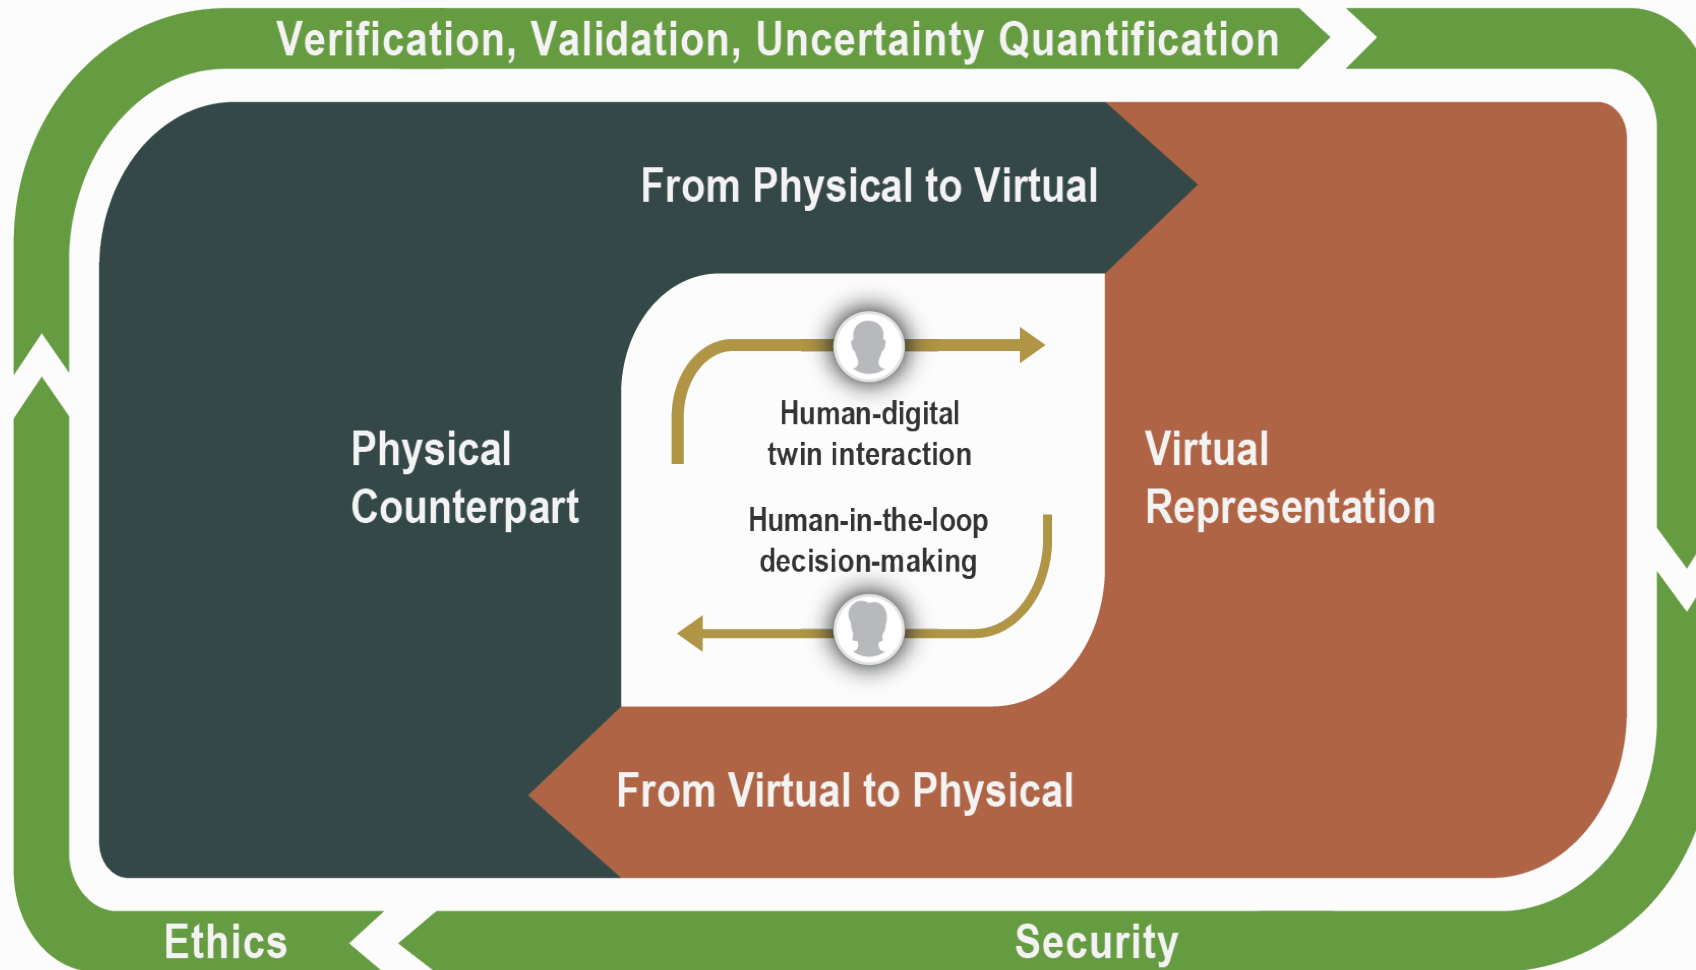 Verification, Validation, Uncertainty Quantification
From Physical to Virtual
Human-digital
twin interaction
Physical
Counterpart
Virtual
Representation
Human-in-the-loop
decision-making
From Virtual to Physical
Ethics
Security